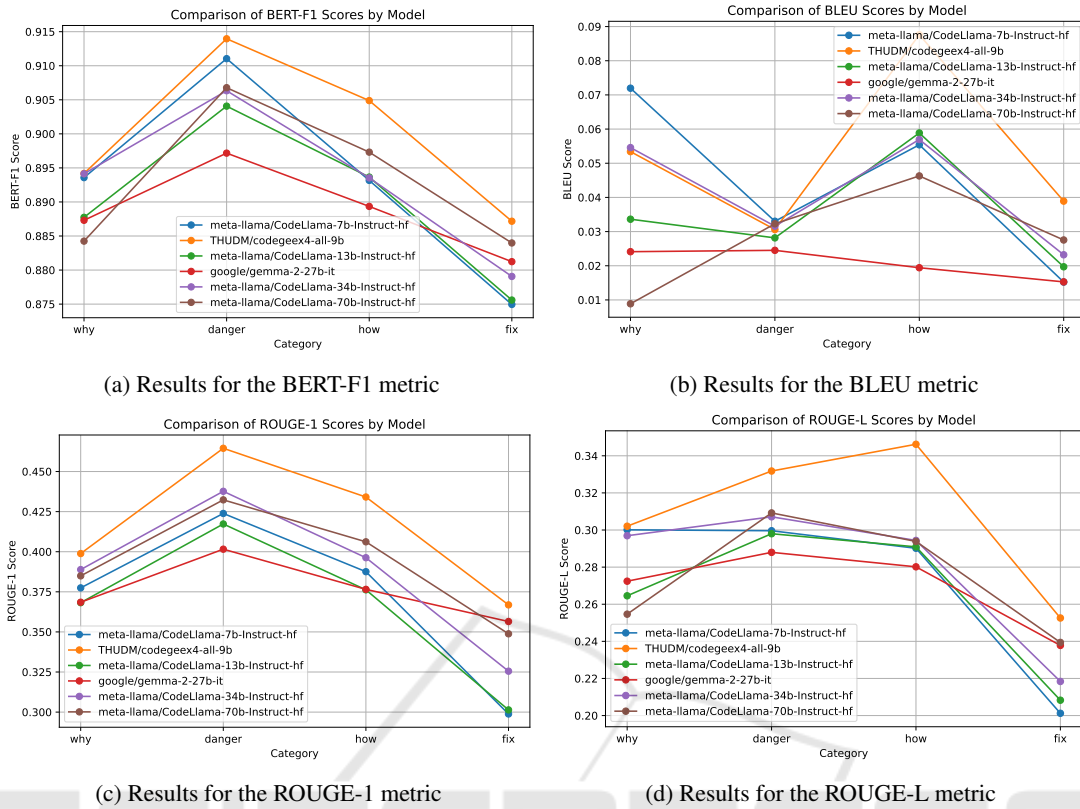 Comparison of BERT-F1 Scores by Model
0.915
0.910
0.905
0.900
0.895
0.890
0.885
0.880
0.875
BERT-F1 Score
meta-llama/CodeLlama-7b-Instruct-hf
THUDM/codegeex4-all-9b
meta-llama/CodeLlama-13b-Instruct-hf
google/gemma-2-27b-it
meta-llama/CodeLlama-34b-Instruct-hf
meta-llama/CodeLlama-70b-Instruct-hf
why danger how fix
Category
(a) Results for the BERT-F1 metric
Comparison of BLEU Scores by Model
0.09
0.08
0.07
0.06
0.05
0.04
0.03
0.02
0.01
BLEU Score
meta-llama/CodeLlama-7b-Instruct-hf
THUDM/codegeex4-all-9b
meta-llama/CodeLlama-13b-Instruct-hf
google/gemma-2-27b-it
meta-llama/CodeLlama-34b-Instruct-hf
meta-llama/CodeLlama-70b-Instruct-hf
why danger how fix
Category
(b) Results for the BLEU metric
Comparison of ROUGE-1 Scores by Model
0.450
0.425
0.400
0.375
0.350
0.325
0.300
ROUGE-1 Score
meta-llama/CodeLlama-7b-Instruct-hf
THUDM/codegeex4-all-9b
meta-llama/CodeLlama-13b-Instruct-hf
google/gemma-2-27b-it
meta-llama/CodeLlama-34b-Instruct-hf
meta-llama/CodeLlama-70b-Instruct-hf
why danger how fix
Category
(c) Results for the ROUGE-1 metric
Comparison of ROUGE-L Scores by Model
0.34
0.32
0.30
0.28
0.26
0.24
0.22
0.20
ROUGE-L Score
meta-llama/CodeLlama-7b-Instruct-hf
THUDM/codegeex4-all-9b
meta-llama/CodeLlama-13b-Instruct-hf
google/gemma-2-27b-it
meta-llama/CodeLlama-34b-Instruct-hf
meta-llama/CodeLlama-70b-Instruct-hf
why danger how fix
Category
(d) Results for the ROUGE-L metric